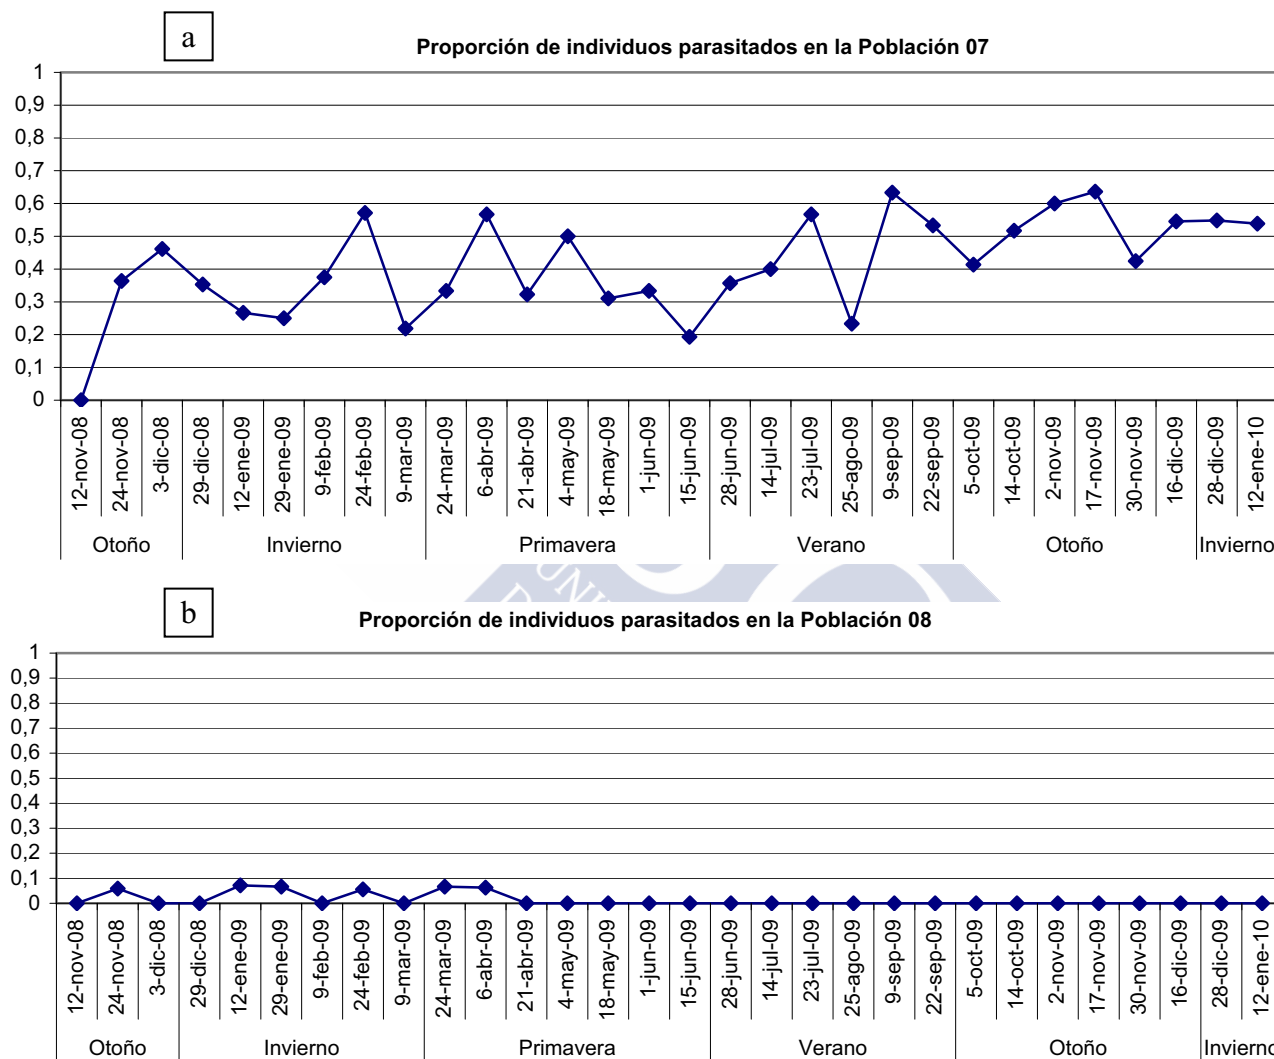 a
Proporción de individuos parasitados en la Población 07
1
0,9
0,8
0,7
0,6
0,5
0,4
0,3
0,2
0,1
0
12-nov-08
24-nov-08
3-dic-08
29-dic-08
12-ene-09
29-ene-09
9-feb-09
24-feb-09
9-mar-09
24-mar-09
6-abr-09
21-abr-09
4-may-09
18-may-09
1-jun-09
15-jun-09
28-jun-09
14-jul-09
23-jul-09
25-ago-09
9-sep-09
22-sep-09
5-oct-09
14-oct-09
2-nov-09
17-nov-09
30-nov-09
16-dic-09
28-dic-09
12-ene-10
Otoño Invierno Primavera Verano Otoño Invierno
UNI
b
Proporción de individuos parasitados en la Población 08
1
0,9
0,8
0,7
0,6
0,5
0,4
0,3
0,2
0,1
0
12-nov-08
24-nov-08
3-dic-08
29-dic-08
12-ene-09
29-ene-09
9-feb-09
24-feb-09
9-mar-09
24-mar-09
6-abr-09
21-abr-09
4-may-09
18-may-09
1-jun-09
15-jun-09
28-jun-09
14-jul-09
23-jul-09
25-ago-09
9-sep-09
22-sep-09
5-oct-09
14-oct-09
2-nov-09
17-nov-09
30-nov-09
16-dic-09
28-dic-09
12-ene-10
Otoño Invierno Primavera Verano Otoño Invierno